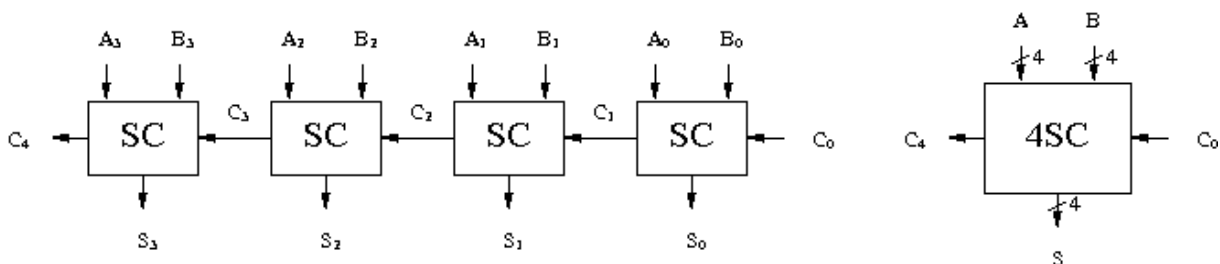 A₃ B₃ A₂ B₂ A₁ B₁ A₀ B₀ A B
4 4
C₄ SC C₃ SC C₂ SC C₁ SC C₀ C₄ 4SC C₀
4
S₃ S₂ S₁ S₀ S